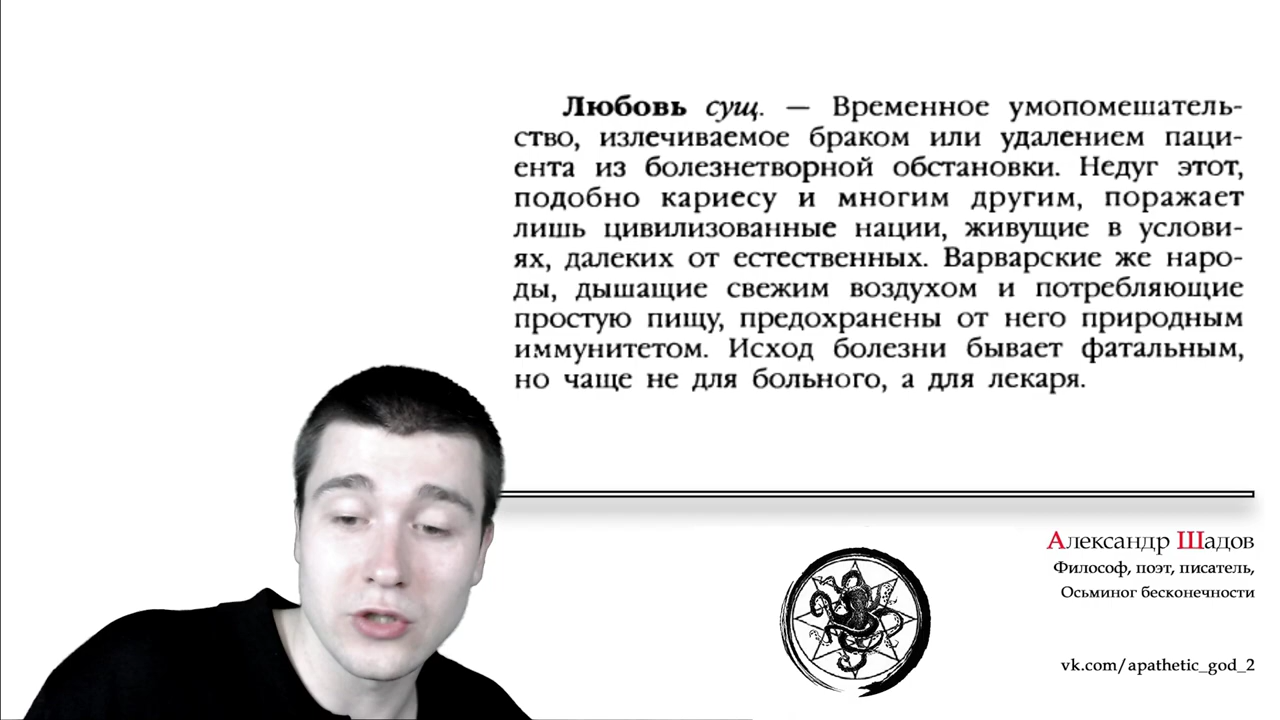 Любовь сущ. — Временное умопомешатель-
ство, излечиваемое браком или удалением паци-
ента из болезнетворной обстановки. Недуг этот,
подобно кариесу и многим другим, поражает
лишь цивилизованные нации, живущие в услови-
ях, далеких от естественных. Варварские же наро-
ды, дышащие свежим воздухом и потребляющие
простую пищу, предохранены от него природным
иммунитетом. Исход болезни бывает фатальным,
но чаще не для больного, а для лекаря.
Александр Шадов
Философ, поэт, писатель,
Осьминог бесконечности
vk.com/apathetic_god_2